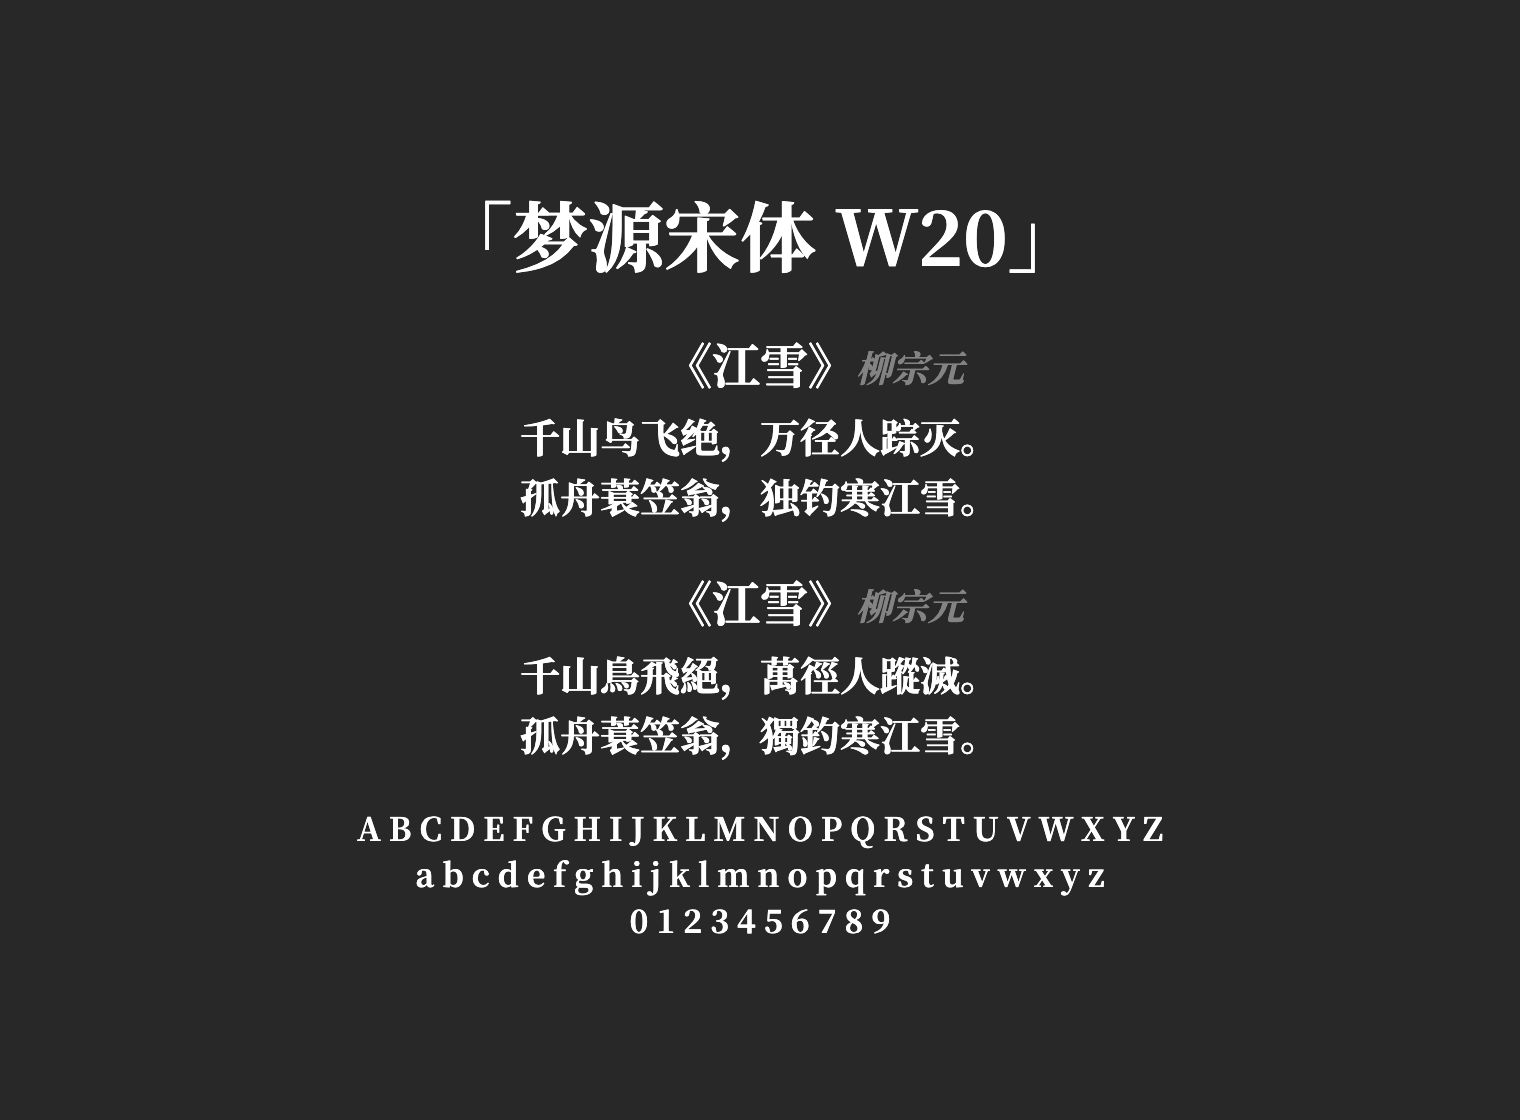 「梦源宋体 W20」
《江雪》 柳宗元
千山鸟飞绝，万径人踪灭。
孤舟蓑笠翁，独钓寒江雪。
《江雪》 柳宗元
千山鳥飛絕，萬徑人蹤滅。
孤舟蓑笠翁，獨釣寒江雪。
A B C D E F G H I J K L M N O P Q R S T U V W X Y Z
a b c d e f g h i j k l m n o p q r s t u v w x y z
0 1 2 3 4 5 6 7 8 9